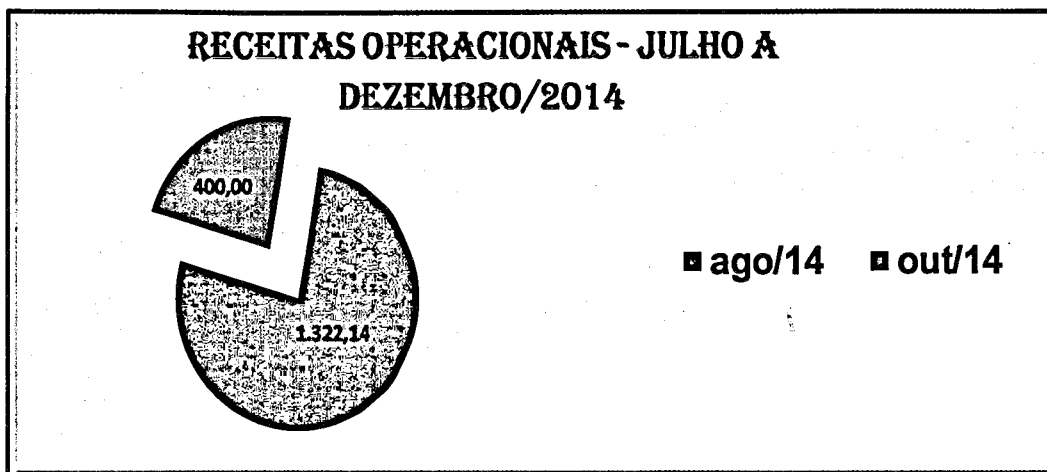 RECEITAS OPERACIONAIS - JULHO A
DEZEMBRO/2014
400,00
1.322,14
ago/14 out/14